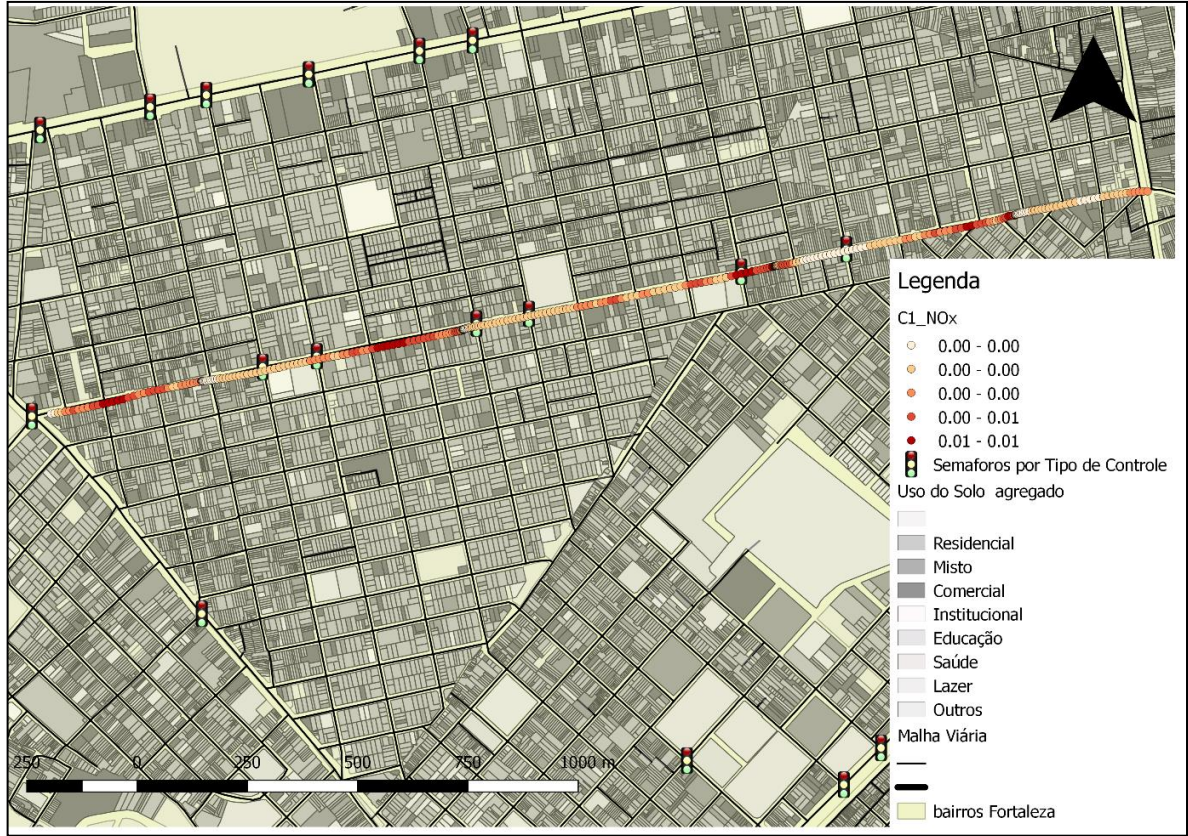 Legenda
C1_NOx
0.00 - 0.00
0.00 - 0.00
0.00 - 0.00
0.00 - 0.01
0.01 - 0.01
Semaforos por Tipo de Controle
Uso do Solo agregado
Residencial
Misto
Comercial
Institucional
Educação
Saúde
Lazer
Outros
Malha Viária
bairros Fortaleza
250 0 250 500 750 1000 m